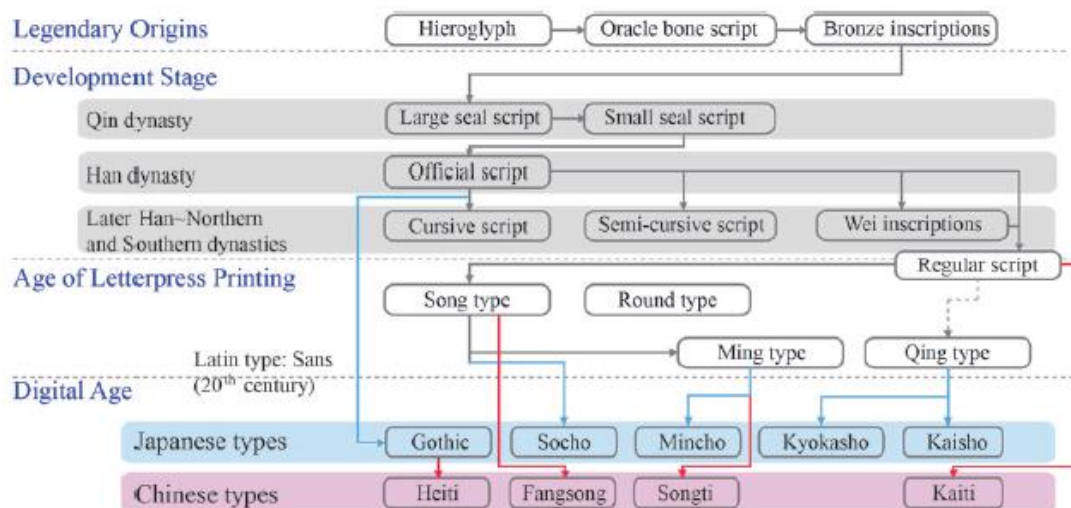 Legendary Origins
Hieroglyph
Oracle bone script
Bronze inscriptions
Development Stage
Qin dynasty
Large seal script
Small seal script
Han dynasty
Official script
Later Han~Northern
and Southern dynasties
Cursive script
Semi-cursive script
Wei inscriptions
Regular script
Age of Letterpress Printing
Song type
Round type
Latin type: Sans
(20th century)
Ming type
Qing type
Digital Age
Japanese types
Gothic
Socho
Mincho
Kyokasho
Kaisho
Chinese types
Heiti
Fangsong
Songti
Kaiti